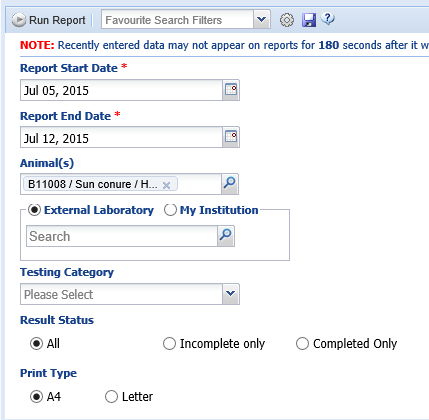 Run Report Favourite Search Filters
NOTE: Recently entered data may not appear on reports for 180 seconds after it w
Report Start Date *
Jul 05, 2015
Report End Date *
Jul 12, 2015
Animal(s)
B11008 / Sun conure / H...
External Laboratory My Institution
Search
Testing Category
Please Select
Result Status
All Incomplete only Completed Only
Print Type
A4 Letter